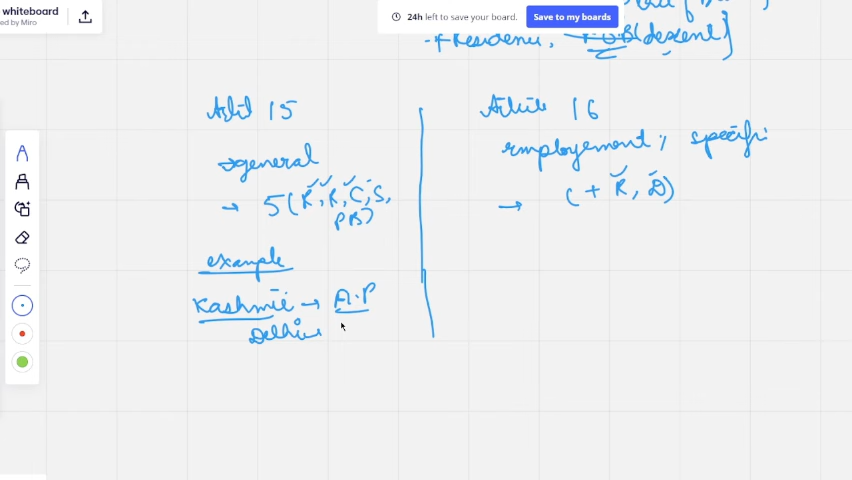 whiteboard
ed by Miro
24h left to save your board.
Save to my boards
+ Residence, P.O.B (descent)]
Article 15
→ general
→ 5 (R, R, C, S,
PB)
example
Kashmir → A.P
Delhi
Article 16
employement, specific
→ (+ R, D)